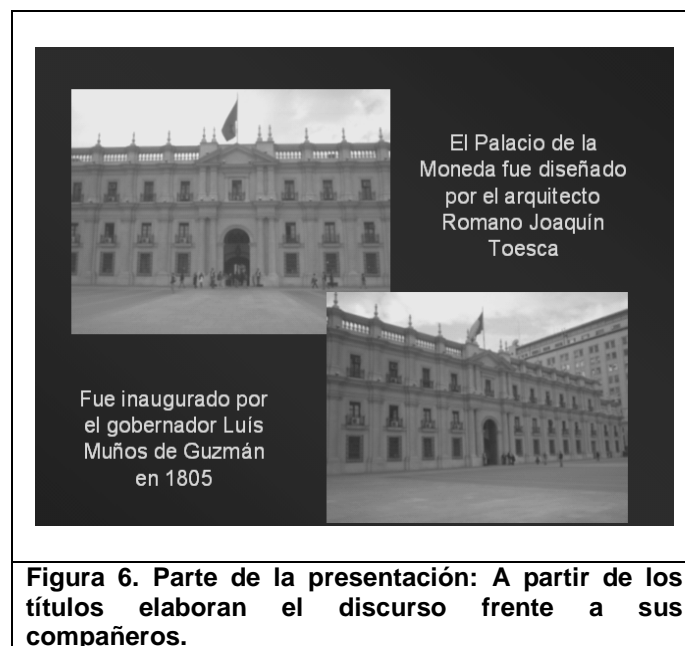 El Palacio de la
Moneda fue diseñado
por el arquitecto
Romano Joaquín
Toesca
Fue inaugurado por
el gobernador Luís
Muños de Guzmán
en 1805
Figura 6. Parte de la presentación: A partir de los
títulos elaboran el discurso frente a sus
compañeros.